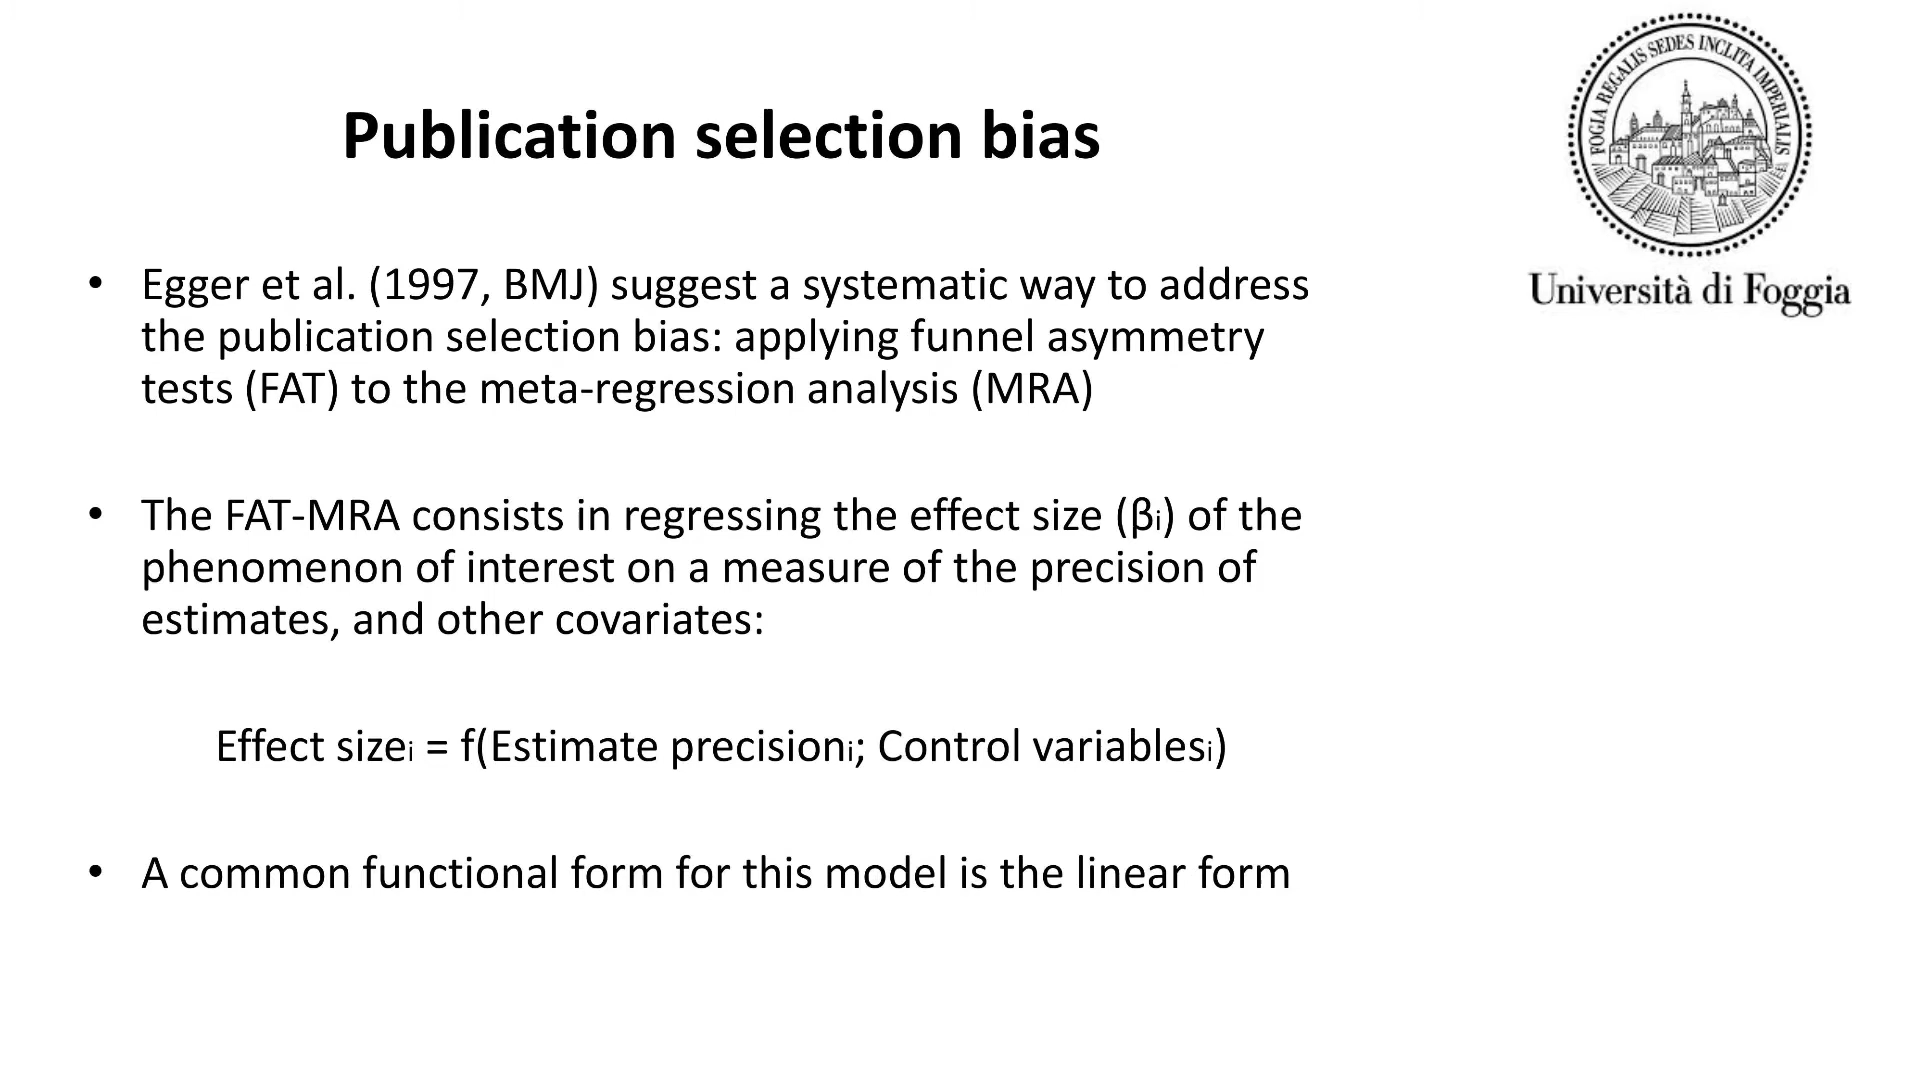 Publication selection bias
FOGIA REGALIS SEDES INCLITA IMPERIALIS
Università di Foggia
• Egger et al. (1997, BMJ) suggest a systematic way to address
the publication selection bias: applying funnel asymmetry
tests (FAT) to the meta-regression analysis (MRA)
• The FAT-MRA consists in regressing the effect size (βi) of the
phenomenon of interest on a measure of the precision of
estimates, and other covariates:
Effect sizei = f(Estimate precisioni; Control variablesi)
• A common functional form for this model is the linear form